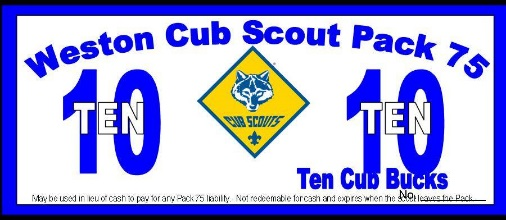 Weston Cub Scout Pack 75
10 TEN
CUB SCOUTS
10 TEN
Ten Cub Bucks
No.
May be used in lieu of cash to pay for any Pack 75 liability. Not redeemable for cash and expires when the scout leaves the Pack.